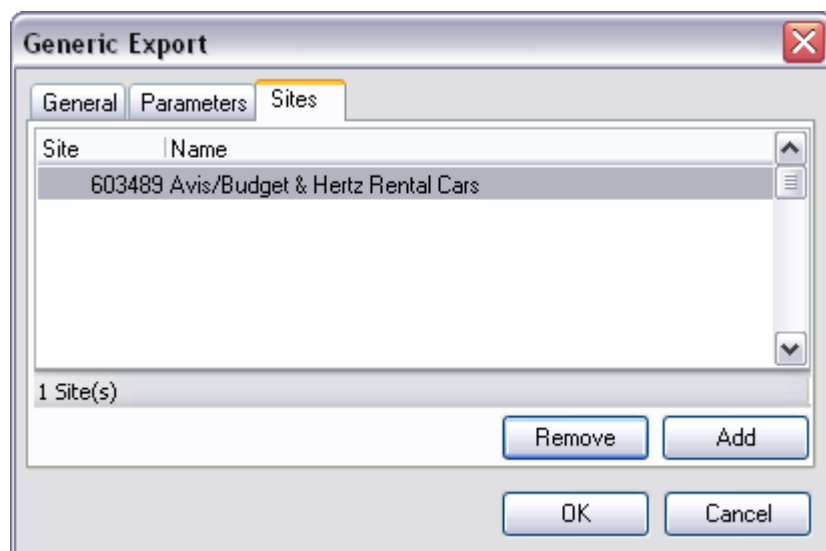 Generic Export
General Parameters Sites
Site Name
603489 Avis/Budget & Hertz Rental Cars
1 Site(s)
Remove Add
OK Cancel